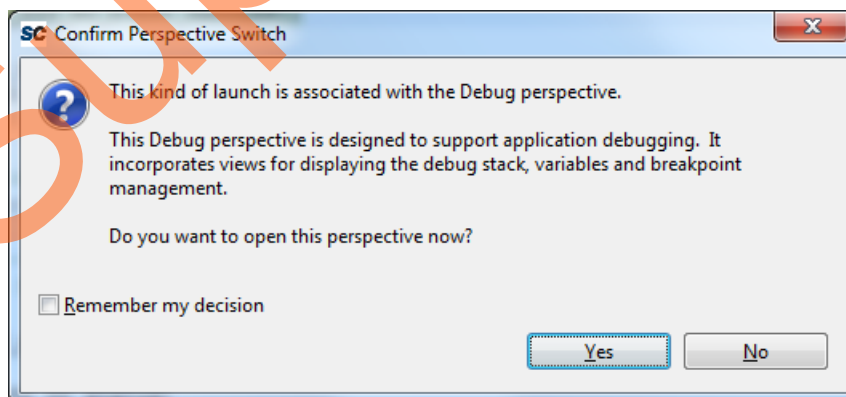 SC Confirm Perspective Switch
This kind of launch is associated with the Debug perspective.
This Debug perspective is designed to support application debugging. It
incorporates views for displaying the debug stack, variables and breakpoint
management.
Do you want to open this perspective now?
Remember my decision
Yes No